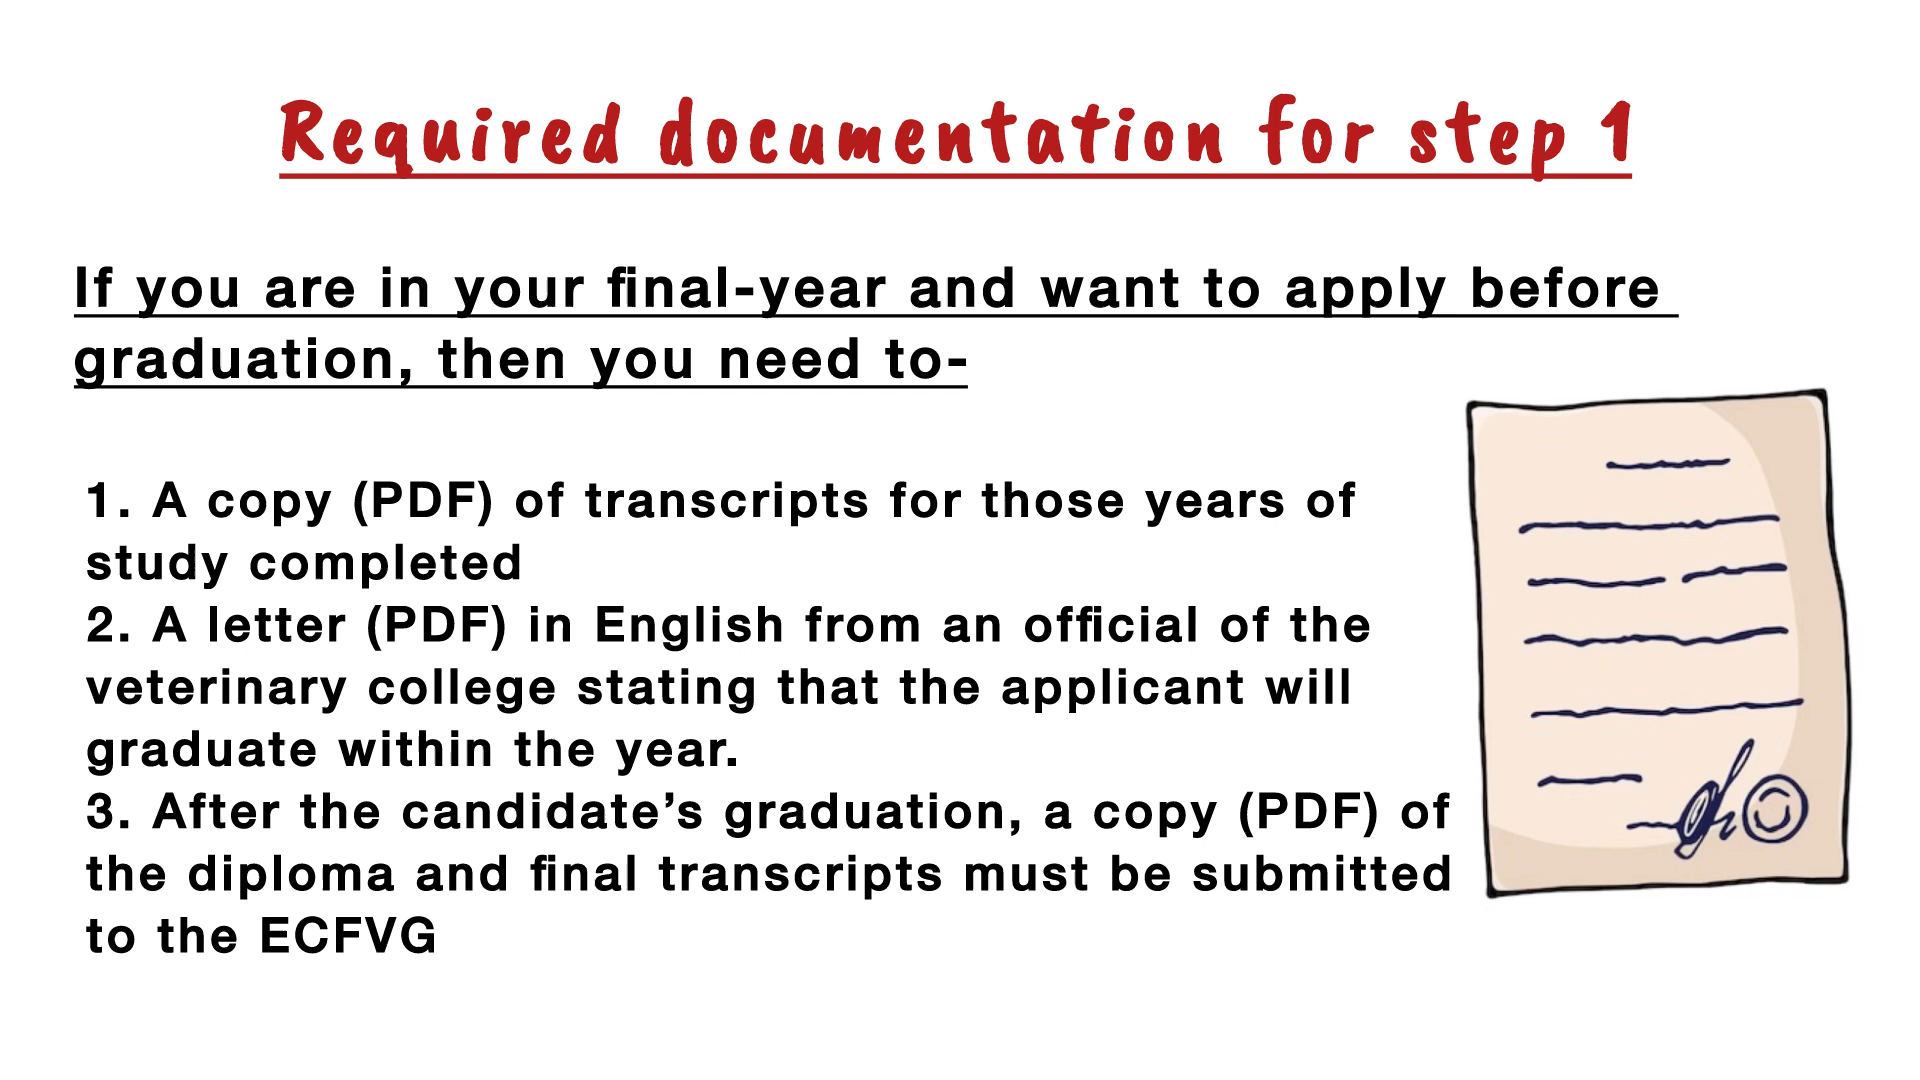 Required documentation for step 1
If you are in your final-year and want to apply before
graduation, then you need to-
1. A copy (PDF) of transcripts for those years of
study completed
2. A letter (PDF) in English from an official of the
veterinary college stating that the applicant will
graduate within the year.
3. After the candidate’s graduation, a copy (PDF) of
the diploma and final transcripts must be submitted
to the ECFVG